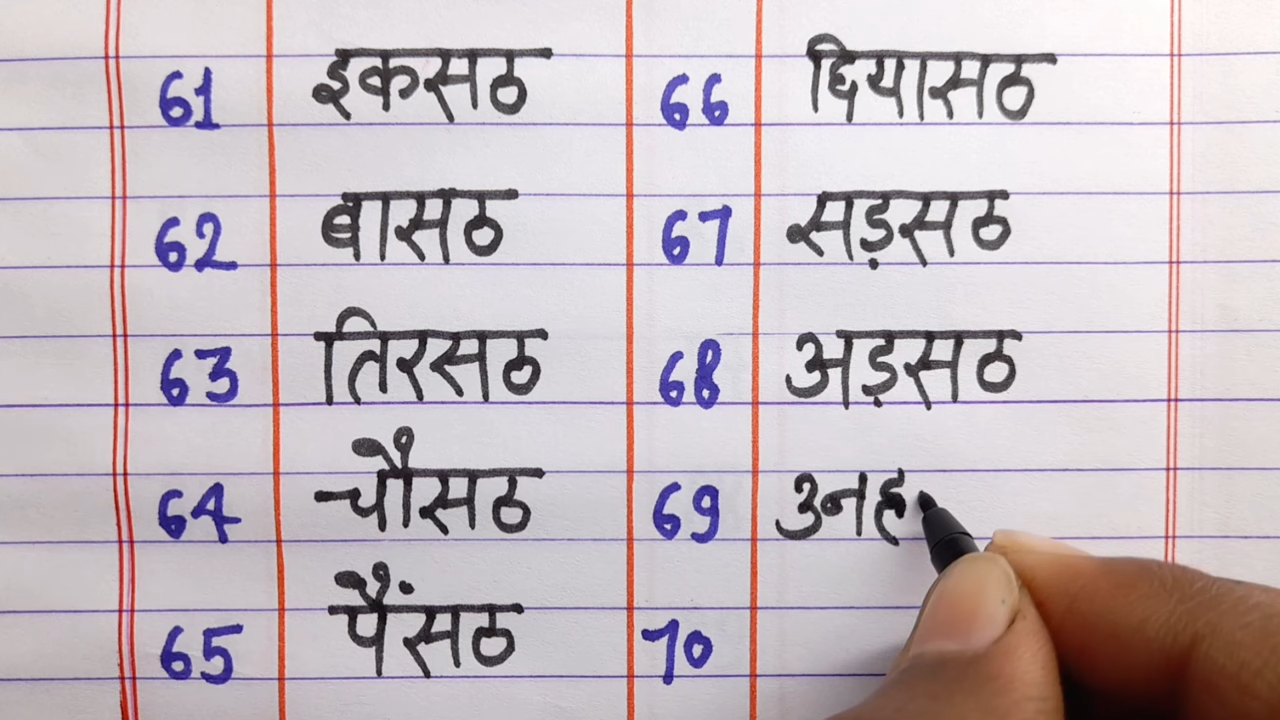 61 इकसठ 66 छियासठ
62 बासठ 67 सड़सठ
63 तिरसठ 68 अड़सठ
64 चौसठ 69 उनह
65 पैंसठ 70